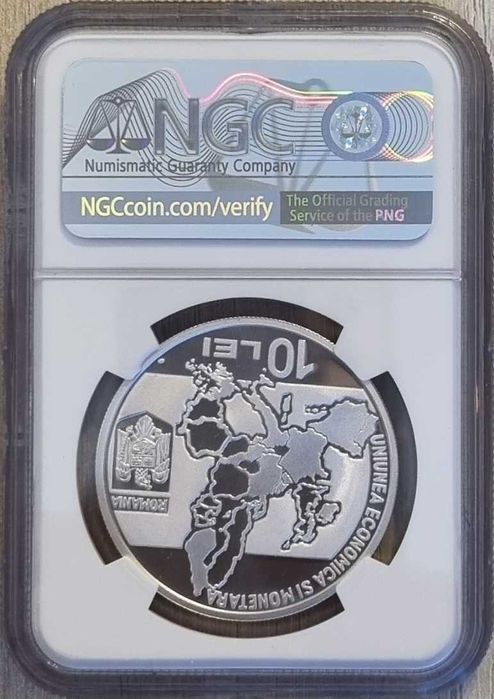 NGC
Numismatic Guaranty Company
NGCcoin.com/verify
The Official Grading
Service of the PNG
10 LEI
UNIUNEA ECONOMICA SI MONETARA
ROMANIA